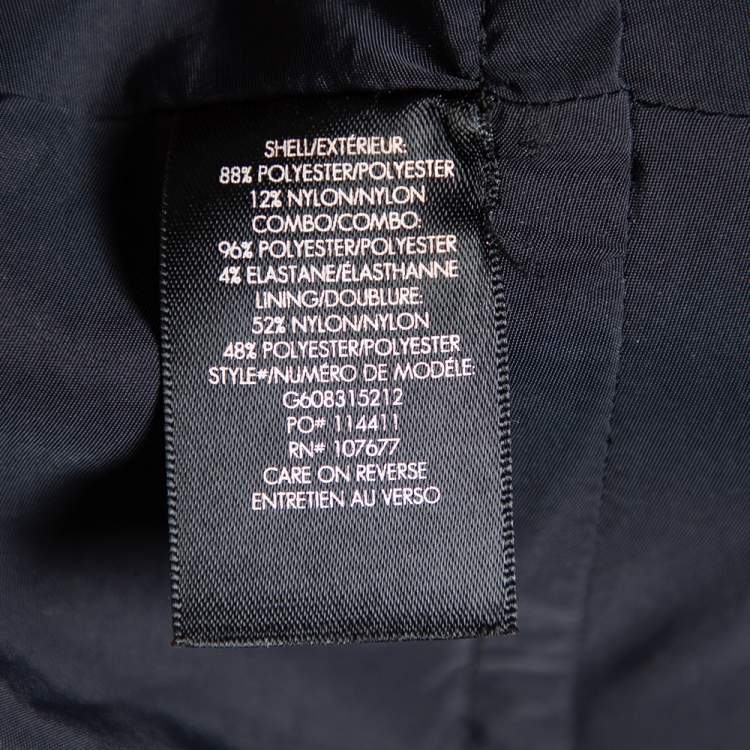 SHELL/EXTÉRIEUR:
88% POLYESTER/POLYESTER
12% NYLON/NYLON
COMBO/COMBO:
96% POLYESTER/POLYESTER
4% ELASTANE/ÉLASTHANNE
LINING/DOUBLURE:
52% NYLON/NYLON
48% POLYESTER/POLYESTER
STYLE#/NUMÉRO DE MODÉLE:
G608315212
PO# 114411
RN# 107677
CARE ON REVERSE
ENTRETIEN AU VERSO